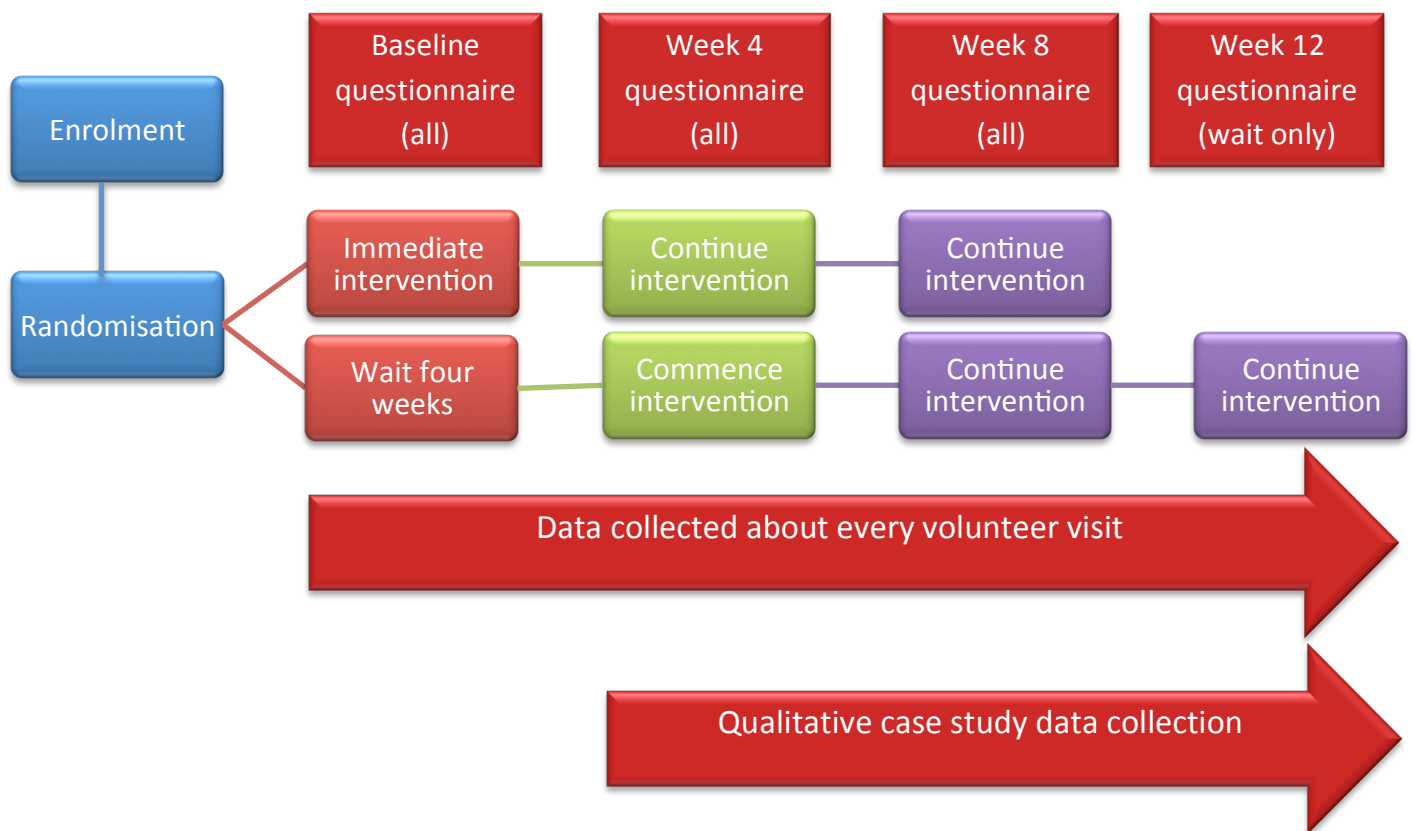 Baseline
questionnaire
(all)
Week 4
questionnaire
(all)
Week 8
questionnaire
(all)
Week 12
questionnaire
(wait only)
Enrolment
Randomisation
Immediate
intervention
Continue
intervention
Continue
intervention
Wait four
weeks
Commence
intervention
Continue
intervention
Continue
intervention
Data collected about every volunteer visit
Qualitative case study data collection